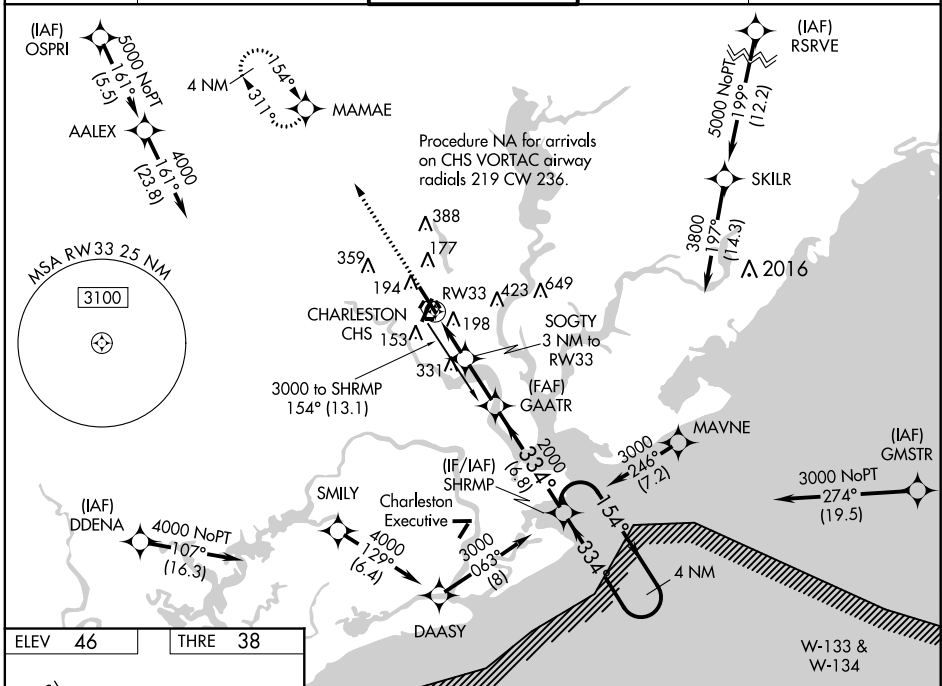 (IAF)
OSPRI
5000 NoPT
161°
(5.5)
AALEX
4000
161°
(23.8)
4 NM
154°
311°
MAMAE
(IAF)
RSRVE
5000 NoPT
199°
(12.2)
SKILR
3800
197°
(14.3)
2016
Procedure NA for arrivals
on CHS VORTAC airway
radials 219 CW 236.
MSA RW33 25 NM
3100
388
177
359
194
RW33
423
649
CHARLESTON
CHS
153
198
331
SOGTY
3 NM to
RW33
3000 to SHRMP
154° (13.1)
(FAF)
GAATR
2000
334°
(6.8)
(IF/IAF)
SHRMP
MAVNE
3000
246°
(7.2)
(IAF)
GMSTR
3000 NoPT
274°
(19.5)
(IAF)
DDENA
4000 NoPT
107°
(16.3)
SMILY
4000
129°
(6.4)
Charleston
Executive
3000
063°
(8)
DAASY
154°
334°
4 NM
W-133 &
W-134
ELEV 46
THRE 38